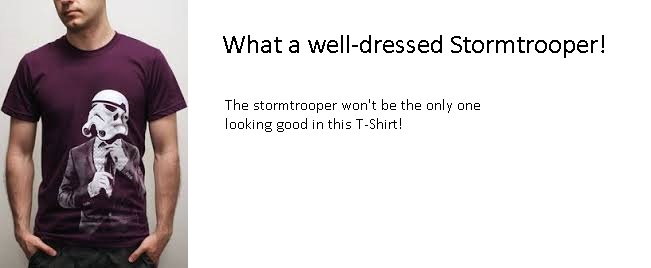 What a well-dressed Stormtrooper!
The stormtrooper won't be the only one
looking good in this T-Shirt!